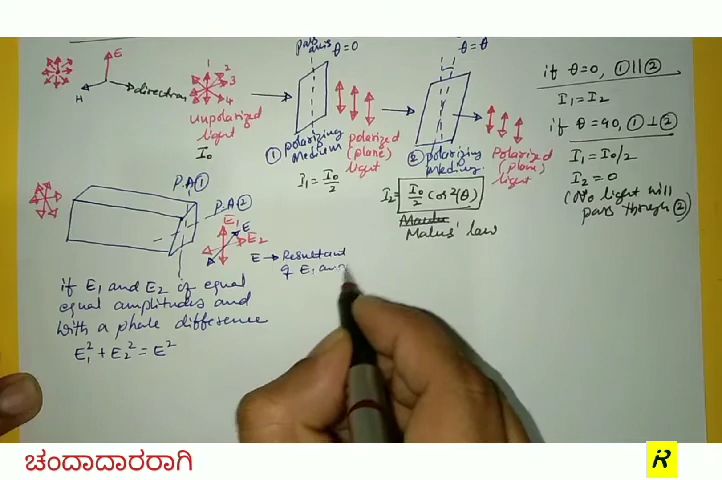 pass axis
θ=0
θ=θ
E
H
direction
1
2
3
4
unpolarized
light
I₀
① polarizing
Medium
I₁ = I₀/2
polarized
(plane)
light
② polarizing
medium
I₂ = I₀/2 cos²(θ)
Malus' law
Polarized
(plane)
light
if θ=0, ①∥②
I₁ = I₂
if θ=90, ①⊥②
I₁ = I₀/2
I₂ = 0
(No light will
pass through ②)
P.A①
P.A②
E₁
E
E₂
E → Resultant
of E₁ an
if E₁ and E₂ if equal
equal amplitudes and
with a phase difference
E₁² + E₂² = E²
ಚಂದಾದಾರರಾಗಿ
R